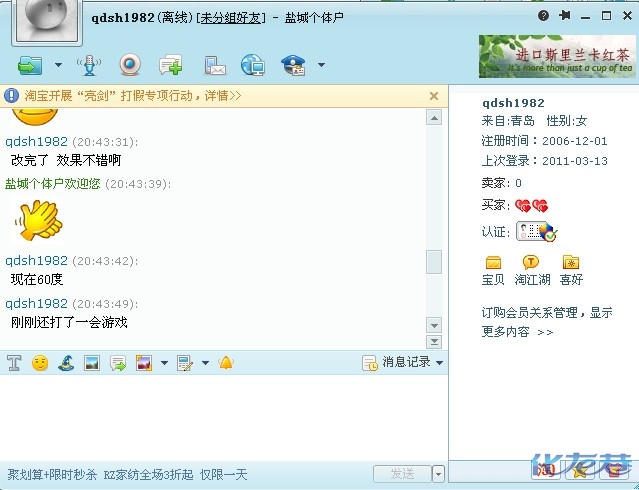 qdsh1982(离线)[未分组好友] - 盐城个体户
进口斯里兰卡红茶
It's more than just a cup of tea
淘宝开展“亮剑”打假专项行动，详情>>
qdsh1982 (20:43:31):
改完了 效果不错啊
盐城个体户欢迎您 (20:43:39):
qdsh1982 (20:43:42):
现在60度
qdsh1982 (20:43:49):
刚刚还打了一会游戏
消息记录
聚划算+限时秒杀 RZ家纺全场3折起 仅限一天
发送
qdsh1982
来自:青岛 性别:女
注册时间：2006-12-01
上次登录：2011-03-13
卖家: 0
买家:
认证:
宝贝 淘江湖 喜好
订购会员关系管理，显示
更多内容 >>
淘
化龙巷